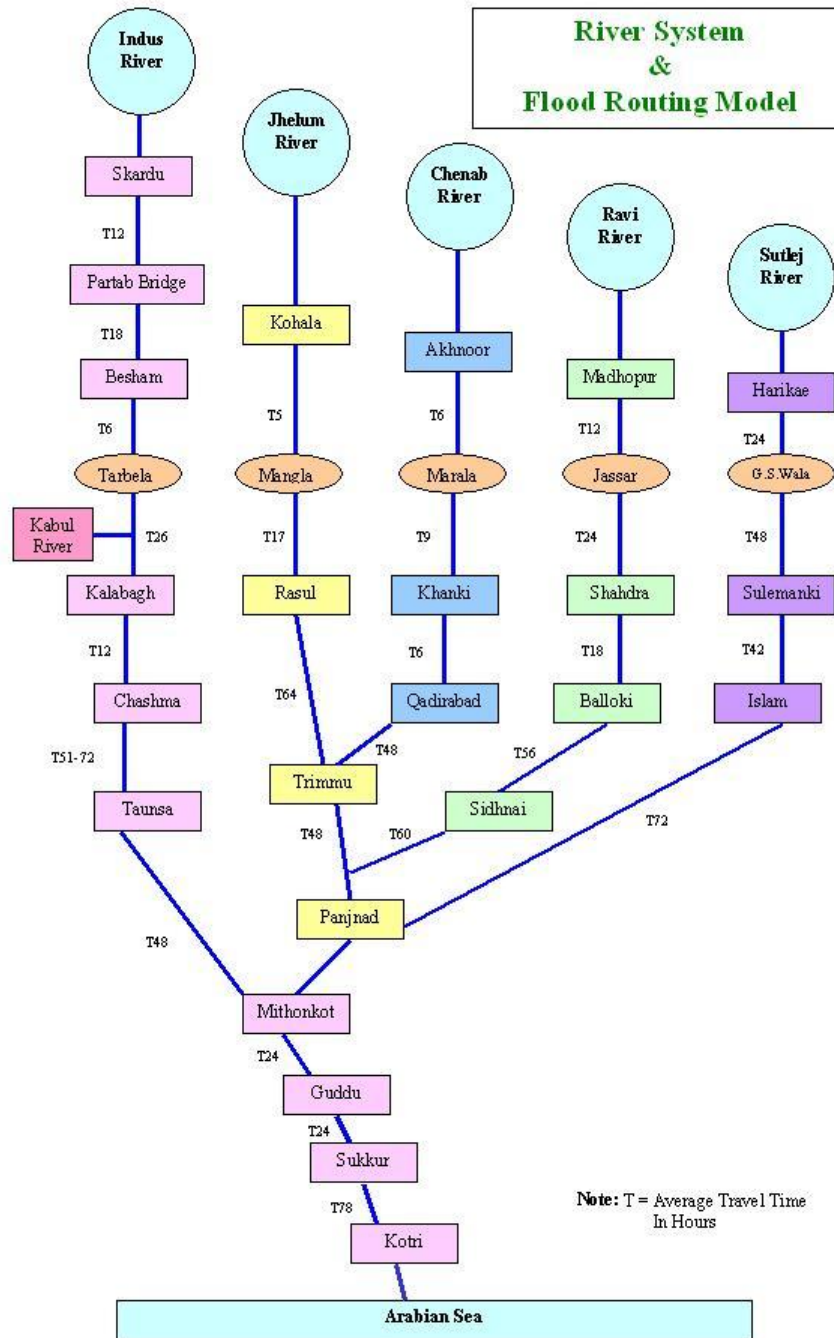 River System
&
Flood Routing Model
Indus
River
Jhelum
River
Chenab
River
Ravi
River
Sutlej
River
Skardu
T12
Partab Bridge
T18
Besham
T6
Tarbela
Kabul
River
T26
Kalabagh
T12
Chashma
T51-72
Taunsa
T48
Kohala
T5
Mangla
T17
Rasul
T64
Trimmu
T48
Panjnad
Akhnoor
T6
Marala
T9
Khanki
T6
Qadirabad
T48
Madhopur
T12
Jassar
T24
Shahdra
T18
Balloki
T56
Sidhnai
T60
Harikae
T24
G.S.Wala
T48
Sulemanki
T42
Islam
T72
Mithonkot
T24
Guddu
T24
Sukkur
T78
Kotri
Note: T = Average Travel Time
In Hours
Arabian Sea